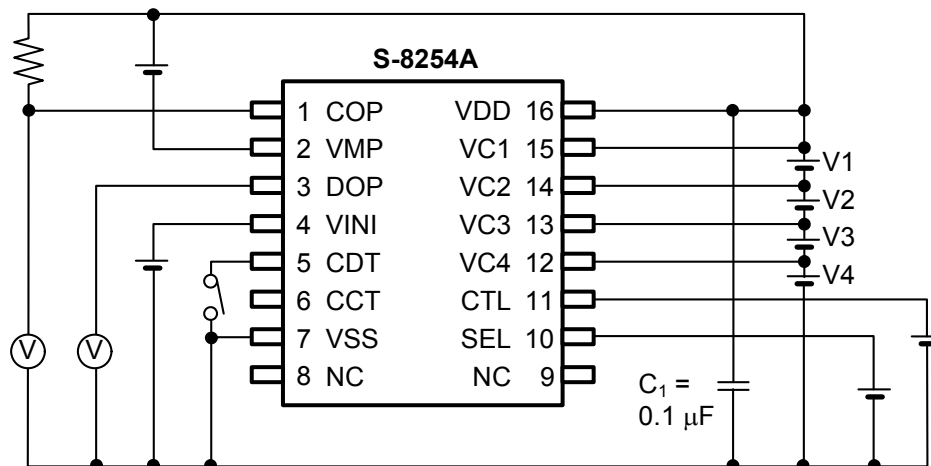 S-8254A
1 COP
2 VMP
3 DOP
4 VINI
5 CDT
6 CCT
7 VSS
8 NC
VDD 16
VC1 15
VC2 14
VC3 13
VC4 12
CTL 11
SEL 10
NC 9
V1
V2
V3
V4
V
V
C₁ =
0.1 μF